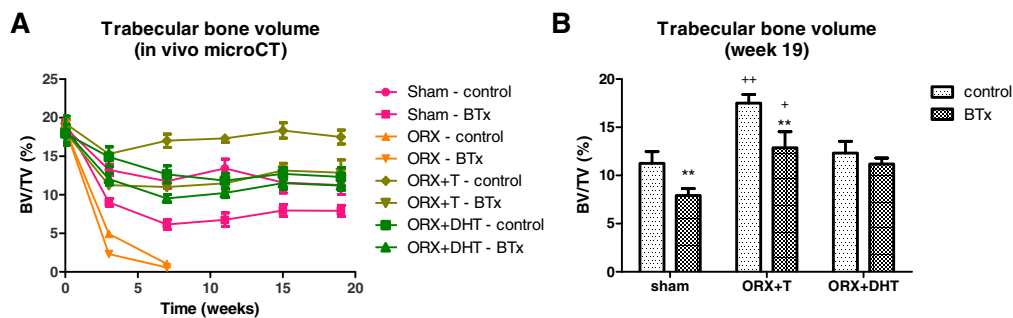 A
Trabecular bone volume
(in vivo microCT)
BV/TV (%)
25
20
15
10
5
0
0
5
10
15
20
Time (weeks)
Sham - control
Sham - BTx
ORX - control
ORX - BTx
ORX+T - control
ORX+T - BTx
ORX+DHT - control
ORX+DHT - BTx
B
Trabecular bone volume
(week 19)
BV/TV (%)
20
15
10
5
0
**
++
+
**
sham
ORX+T
ORX+DHT
control
BTx